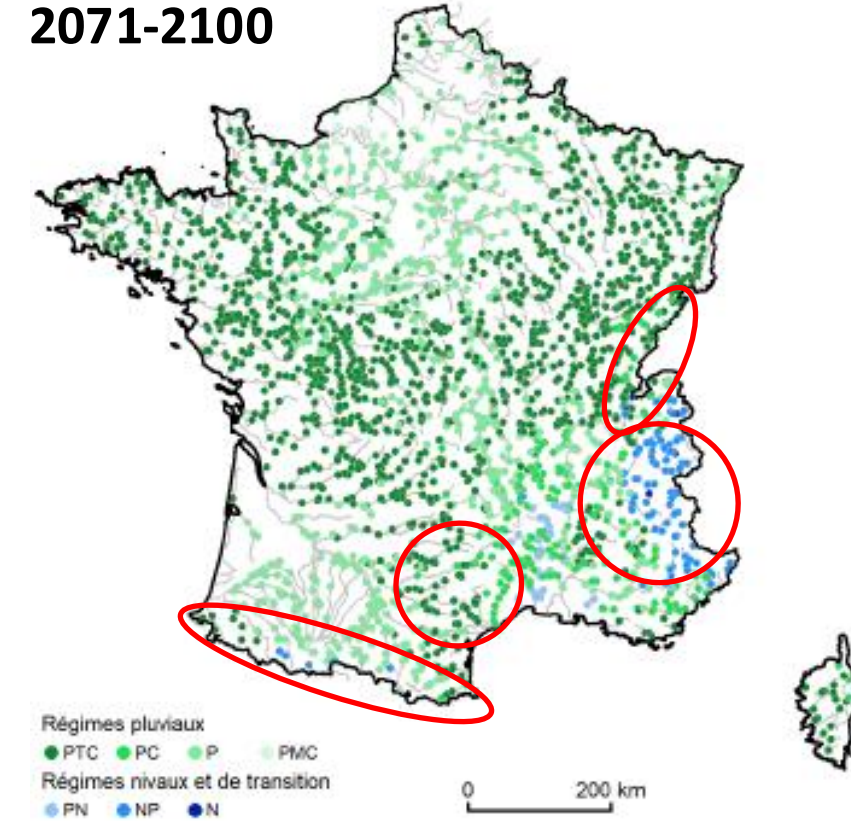 2071-2100
Régimes pluviaux
PTC PC P PMC
Régimes nivaux et de transition
PN NP N
0 200 km